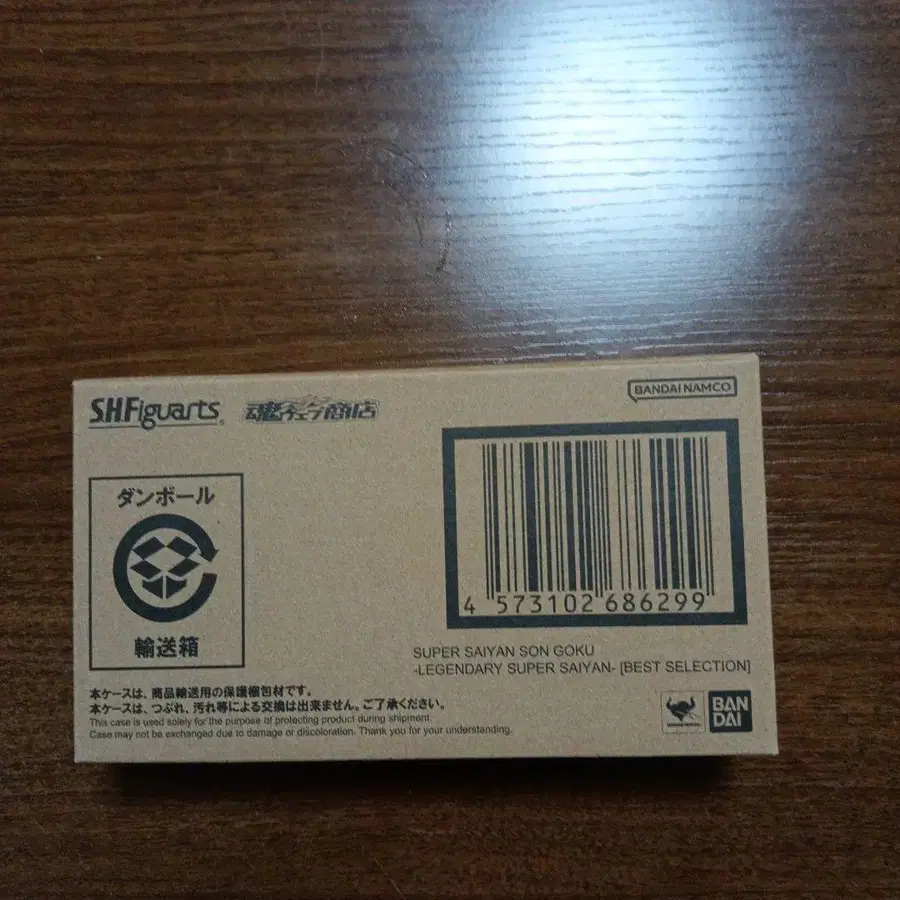 S.H.Figuarts
魂ウェブ商店
BANDAI NAMCO
ダンボール
輸送箱
4 573102 686299
SUPER SAIYAN SON GOKU
-LEGENDARY SUPER SAIYAN- [BEST SELECTION]
本ケースは、商品輸送用の保護梱包材です。
本ケースは、つぶれ、汚れ等による交換は出来ません。ご了承ください。
This case is used solely for the purpose of protecting product during shipment.
Case may not be exchanged due to damage or discoloration. Thank you for your understanding.
BAN
DAI